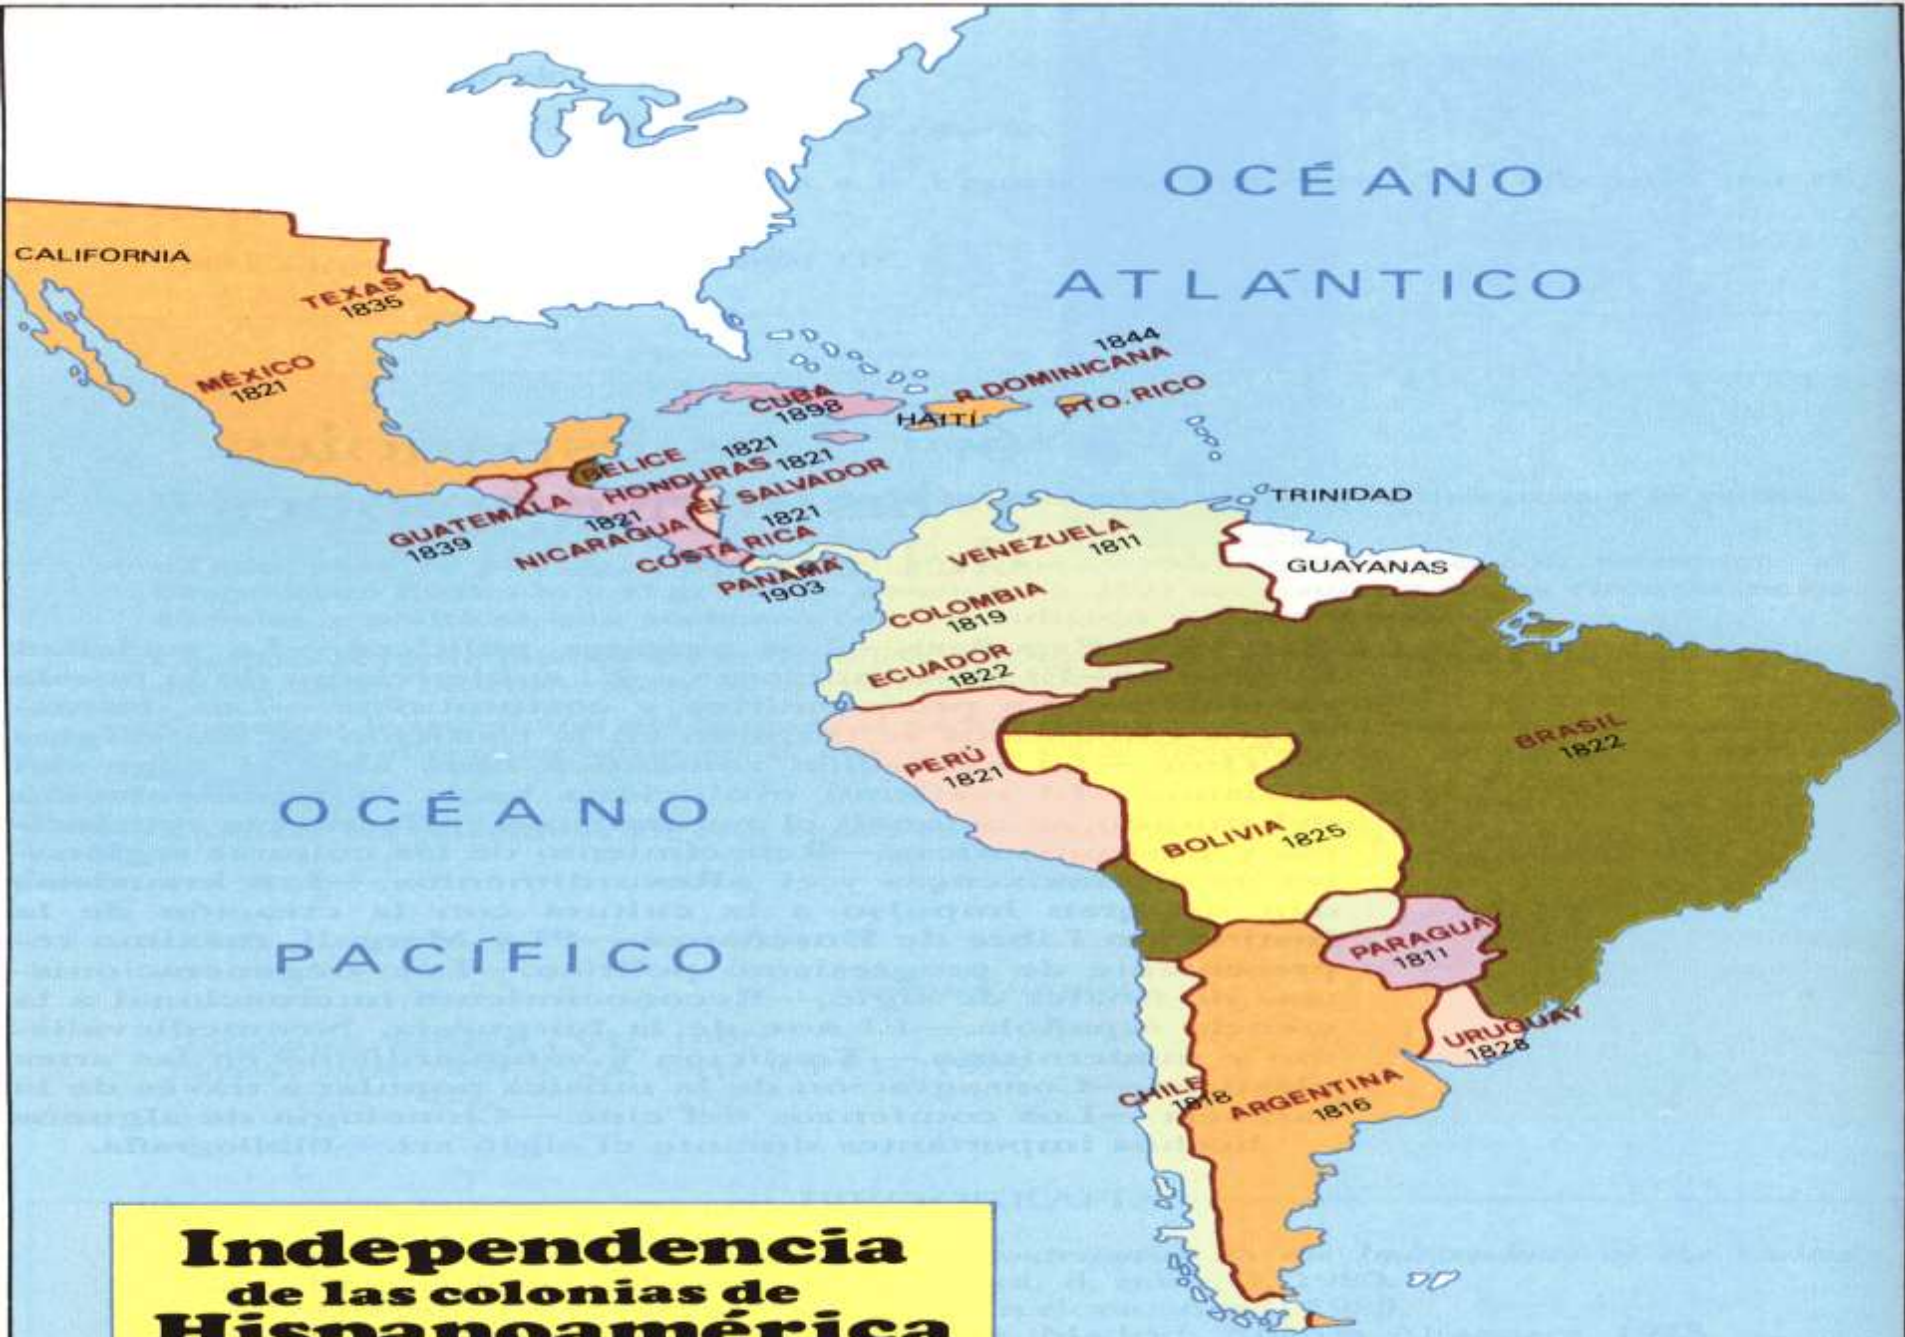 OCÉANO
ATLÁNTICO
CALIFORNIA
TEXAS
1835
MÉXICO
1821
1844
R. DOMINICANA
CUBA
1898
HAITÍ
PTO. RICO
BELICE
1821
HONDURAS
1821
EL SALVADOR
GUATEMALA
1839
1821
NICARAGUA
1821
COSTA RICA
PANAMÁ
1903
TRINIDAD
VENEZUELA
1811
GUAYANAS
COLOMBIA
1819
ECUADOR
1822
PERÚ
1821
BRASIL
1822
OCÉANO
PACÍFICO
BOLIVIA
1825
PARAGUAY
1811
URUGUAY
1828
CHILE
1818
ARGENTINA
1816
Independencia
de las colonias de
Hispanoamérica